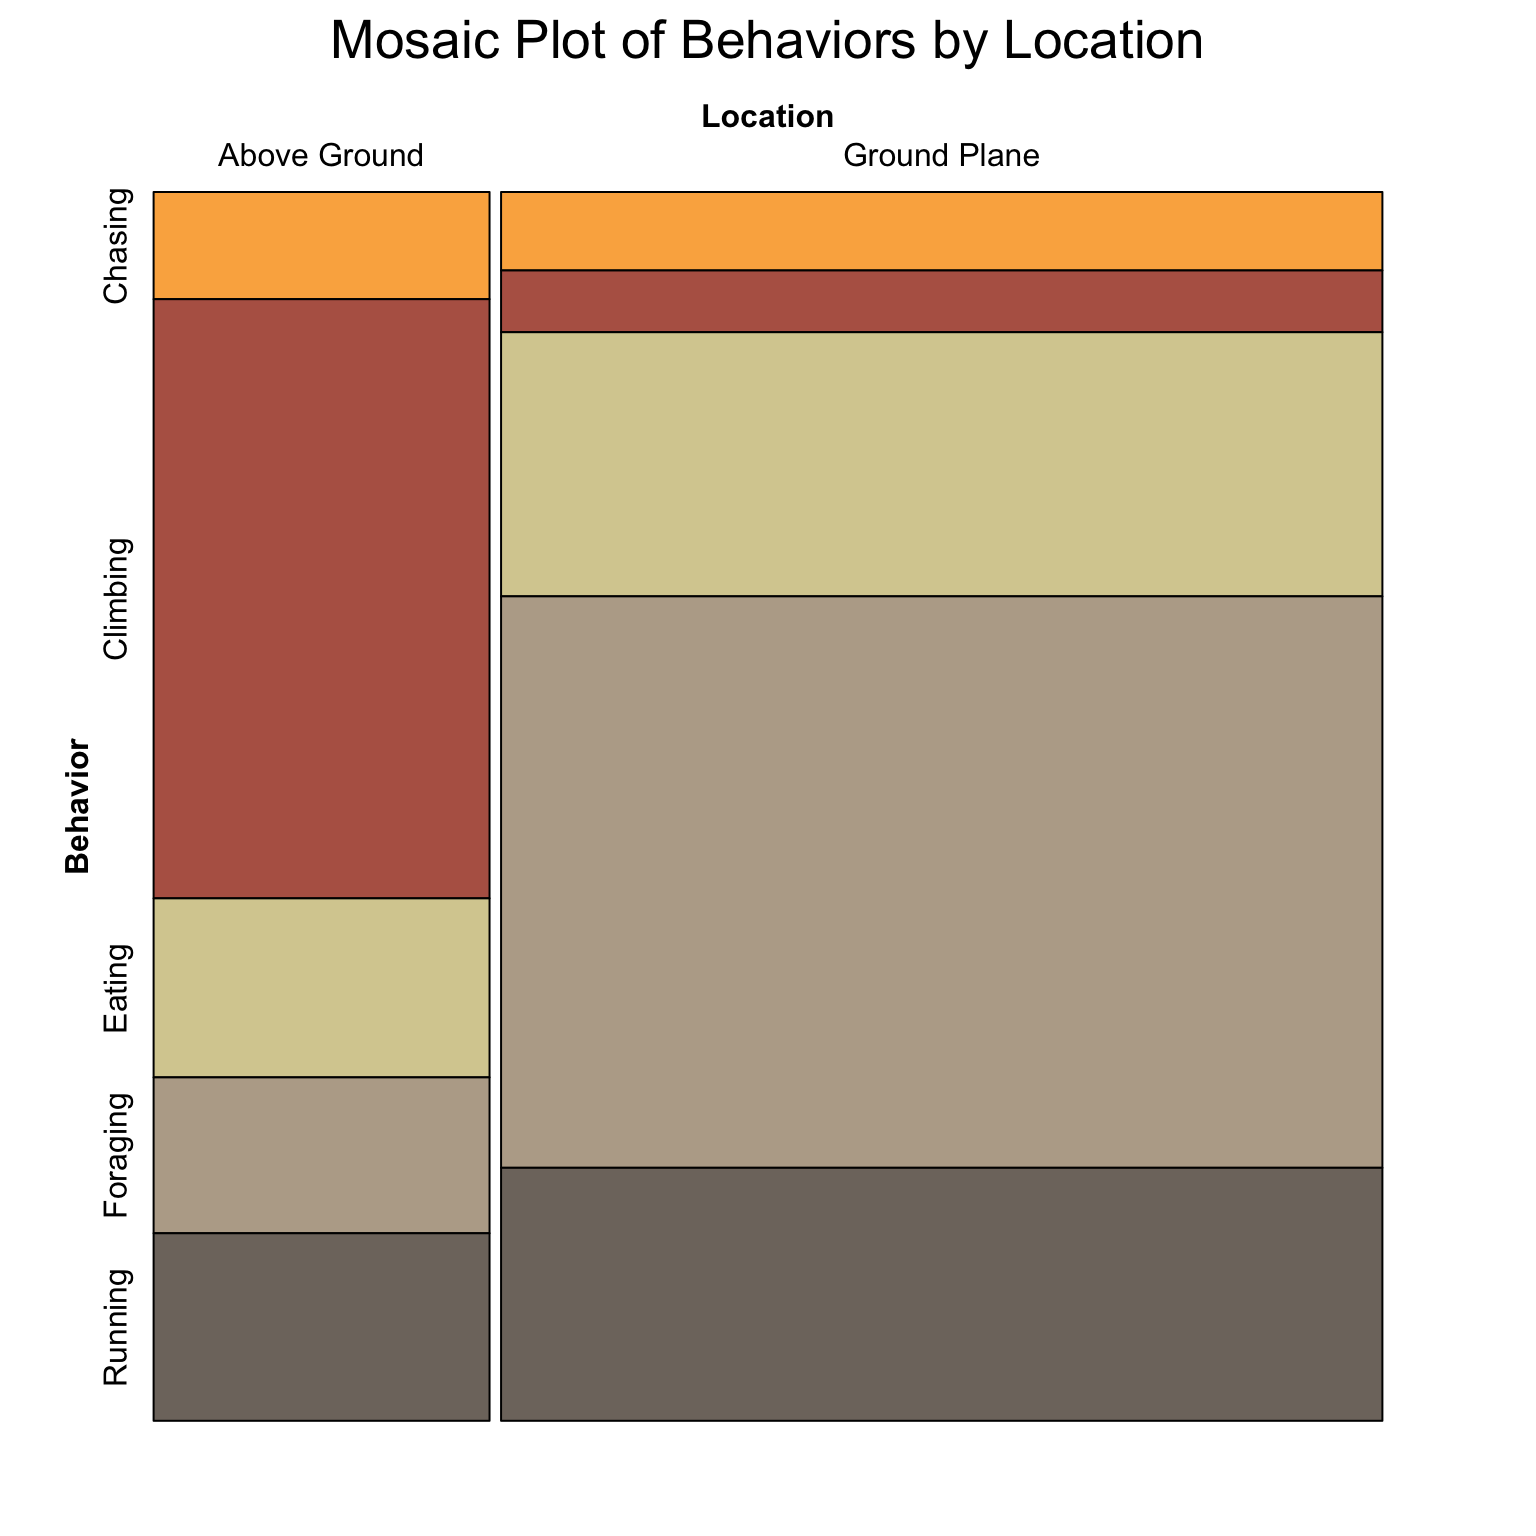 Mosaic Plot of Behaviors by Location
Location
Above Ground
Ground Plane
Behavior
Chasing
Climbing
Eating
Foraging
Running